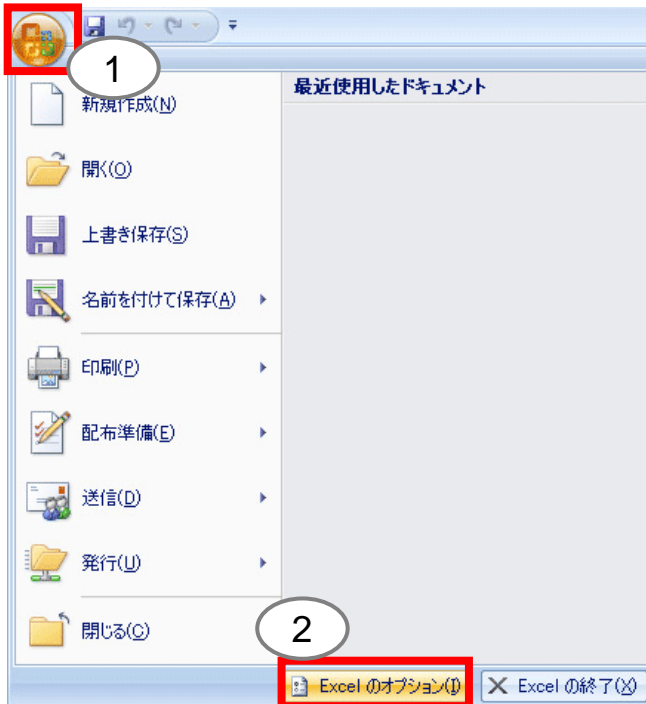 1
最近使用したドキュメント
新規作成(N)
開く(O)
上書き保存(S)
名前を付けて保存(A)
印刷(P)
配布準備(E)
送信(D)
発行(U)
閉じる(C)
2
Excel のオプション(I)
Excel の終了(X)